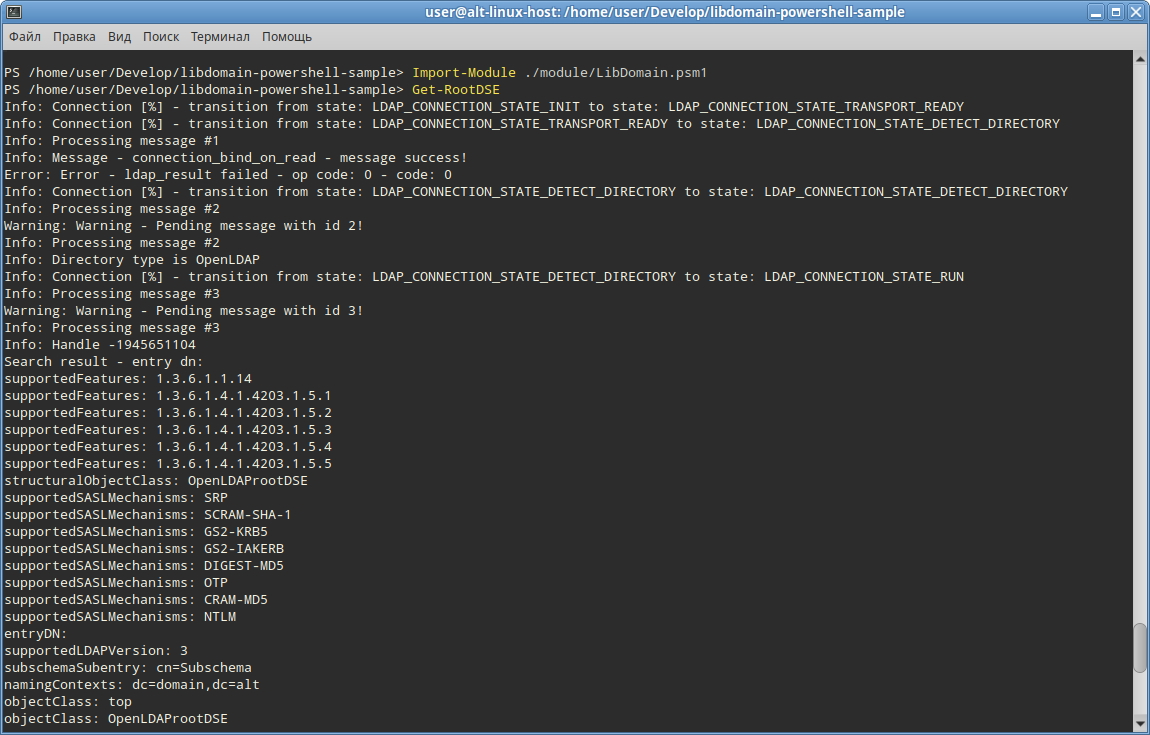 user@alt-linux-host: /home/user/Develop/libdomain-powershell-sample
Файл Правка Вид Поиск Терминал Помощь
PS /home/user/Develop/libdomain-powershell-sample> Import-Module ./module/LibDomain.psm1
PS /home/user/Develop/libdomain-powershell-sample> Get-RootDSE
Info: Connection [%] - transition from state: LDAP_CONNECTION_STATE_INIT to state: LDAP_CONNECTION_STATE_TRANSPORT_READY
Info: Connection [%] - transition from state: LDAP_CONNECTION_STATE_TRANSPORT_READY to state: LDAP_CONNECTION_STATE_DETECT_DIRECTORY
Info: Processing message #1
Info: Message - connection_bind_on_read - message success!
Error: Error - ldap_result failed - op code: 0 - code: 0
Info: Connection [%] - transition from state: LDAP_CONNECTION_STATE_DETECT_DIRECTORY to state: LDAP_CONNECTION_STATE_DETECT_DIRECTORY
Info: Processing message #2
Warning: Warning - Pending message with id 2!
Info: Processing message #2
Info: Directory type is OpenLDAP
Info: Connection [%] - transition from state: LDAP_CONNECTION_STATE_DETECT_DIRECTORY to state: LDAP_CONNECTION_STATE_RUN
Info: Processing message #3
Warning: Warning - Pending message with id 3!
Info: Processing message #3
Info: Handle -1945651104
Search result - entry dn:
supportedFeatures: 1.3.6.1.1.14
supportedFeatures: 1.3.6.1.4.1.4203.1.5.1
supportedFeatures: 1.3.6.1.4.1.4203.1.5.2
supportedFeatures: 1.3.6.1.4.1.4203.1.5.3
supportedFeatures: 1.3.6.1.4.1.4203.1.5.4
supportedFeatures: 1.3.6.1.4.1.4203.1.5.5
structuralObjectClass: OpenLDAProotDSE
supportedSASLMechanisms: SRP
supportedSASLMechanisms: SCRAM-SHA-1
supportedSASLMechanisms: GS2-KRB5
supportedSASLMechanisms: GS2-IAKERB
supportedSASLMechanisms: DIGEST-MD5
supportedSASLMechanisms: OTP
supportedSASLMechanisms: CRAM-MD5
supportedSASLMechanisms: NTLM
entryDN:
supportedLDAPVersion: 3
subschemaSubentry: cn=Subschema
namingContexts: dc=domain,dc=alt
objectClass: top
objectClass: OpenLDAProotDSE